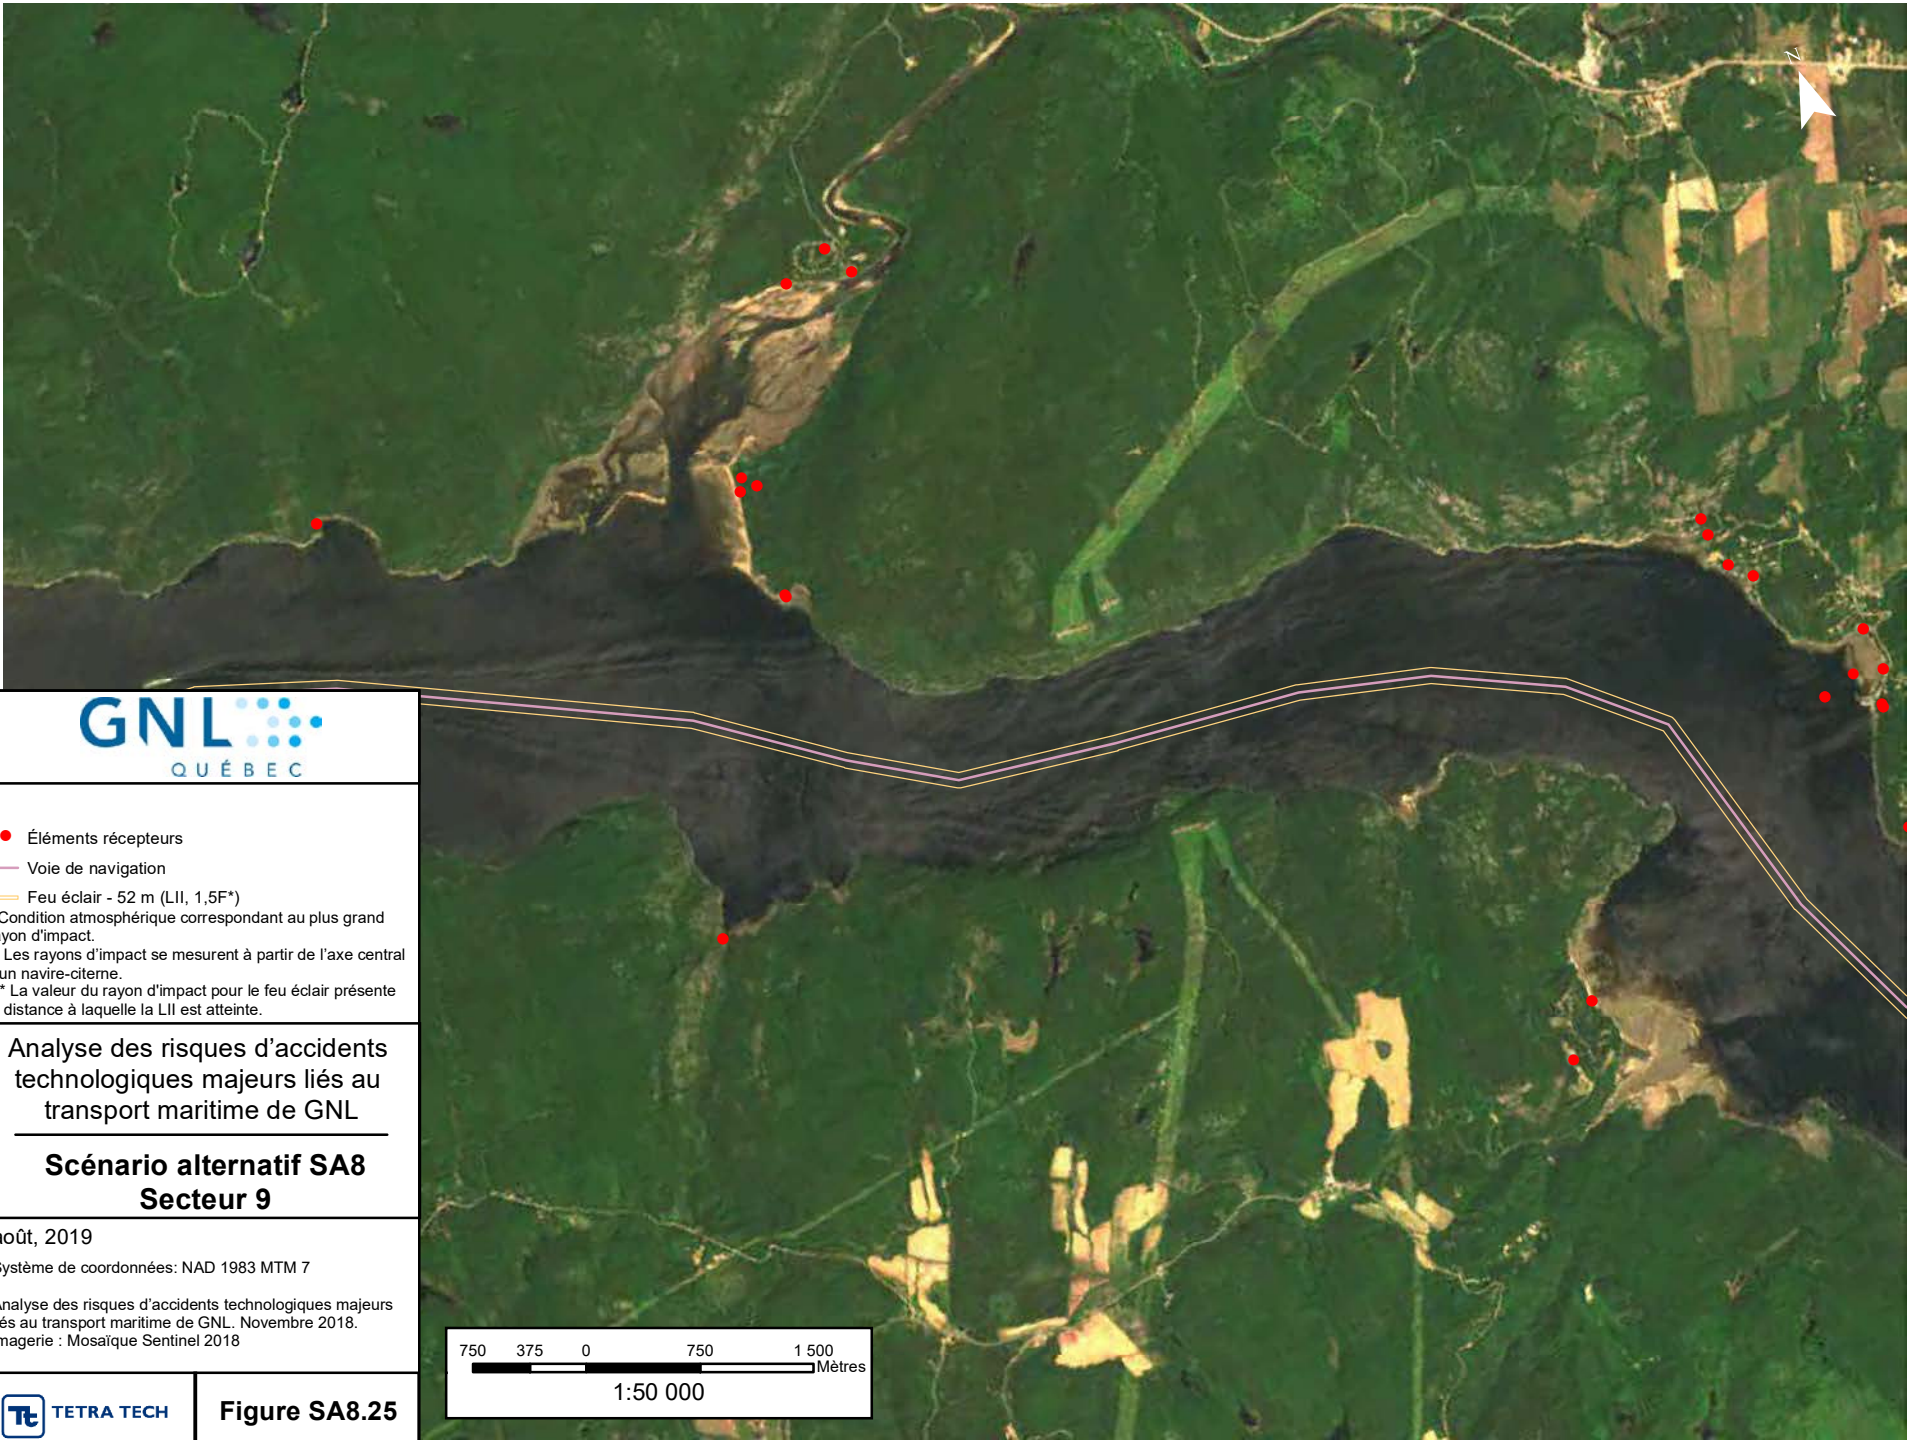 N
GNL
QUÉBEC
Éléments récepteurs
Voie de navigation
Feu éclair - 52 m (LII, 1,5F*)
Condition atmosphérique correspondant au plus grand
yon d'impact.
Les rayons d'impact se mesurent à partir de l'axe central
un navire-citerne.
* La valeur du rayon d'impact pour le feu éclair présente
distance à laquelle la LII est atteinte.
Analyse des risques d'accidents
technologiques majeurs liés au
transport maritime de GNL
Scénario alternatif SA8
Secteur 9
août, 2019
Système de coordonnées: NAD 1983 MTM 7
Analyse des risques d'accidents technologiques majeurs
és au transport maritime de GNL. Novembre 2018.
magerie : Mosaïque Sentinel 2018
750 375 0 750 1 500
Mètres
1:50 000
Tt TETRA TECH
Figure SA8.25